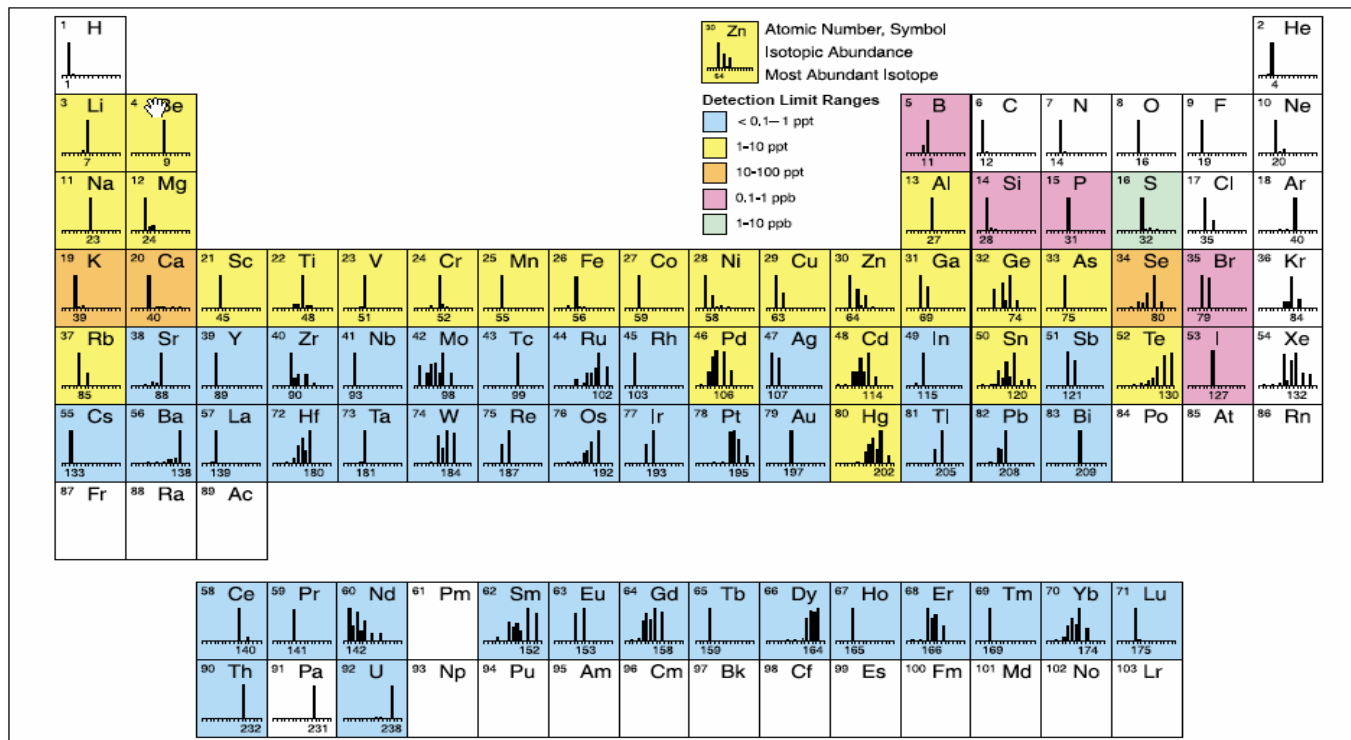 1 H
1
30 Zn
64
Atomic Number, Symbol
Isotopic Abundance
Most Abundant Isotope
2 He
4
Detection Limit Ranges
< 0.1–1 ppt
1-10 ppt
10-100 ppt
0.1-1 ppb
1-10 ppb
3 Li 4 Be 5 B 6 C 7 N 8 O 9 F 10 Ne
7 9 11 12 14 16 19 20
11 Na 12 Mg 13 Al 14 Si 15 P 16 S 17 Cl 18 Ar
23 24 27 28 31 32 35 40
19 K 20 Ca 21 Sc 22 Ti 23 V 24 Cr 25 Mn 26 Fe 27 Co 28 Ni 29 Cu 30 Zn 31 Ga 32 Ge 33 As 34 Se 35 Br 36 Kr
39 40 45 48 51 52 55 56 59 58 63 64 69 74 75 80 79 84
37 Rb 38 Sr 39 Y 40 Zr 41 Nb 42 Mo 43 Tc 44 Ru 45 Rh 46 Pd 47 Ag 48 Cd 49 In 50 Sn 51 Sb 52 Te 53 I 54 Xe
85 88 89 90 93 98 99 102 103 106 107 114 115 120 121 130 127 132
55 Cs 56 Ba 57 La 72 Hf 73 Ta 74 W 75 Re 76 Os 77 Ir 78 Pt 79 Au 80 Hg 81 Tl 82 Pb 83 Bi 84 Po 85 At 86 Rn
133 138 139 180 181 184 187 192 193 195 197 202 205 208 209
87 Fr 88 Ra 89 Ac
58 Ce 59 Pr 60 Nd 61 Pm 62 Sm 63 Eu 64 Gd 65 Tb 66 Dy 67 Ho 68 Er 69 Tm 70 Yb 71 Lu
140 141 142 152 153 158 159 164 165 166 169 174 175
90 Th 91 Pa 92 U 93 Np 94 Pu 95 Am 96 Cm 97 Bk 98 Cf 99 Es 100 Fm 101 Md 102 No 103 Lr
232 231 238